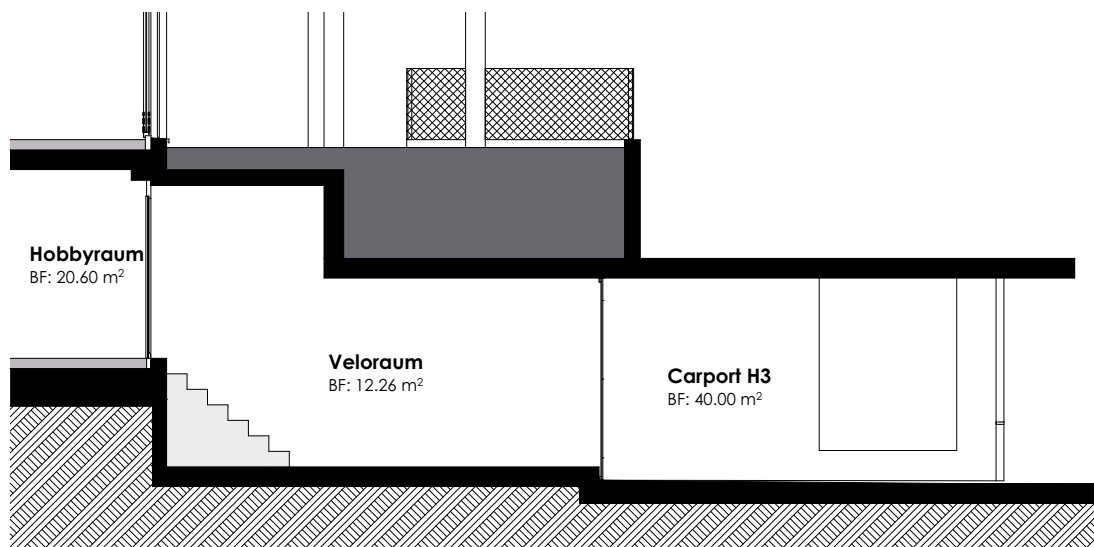 Hobbyraum
BF: 20.60 m²
Veloraum
BF: 12.26 m²
Carport H3
BF: 40.00 m²